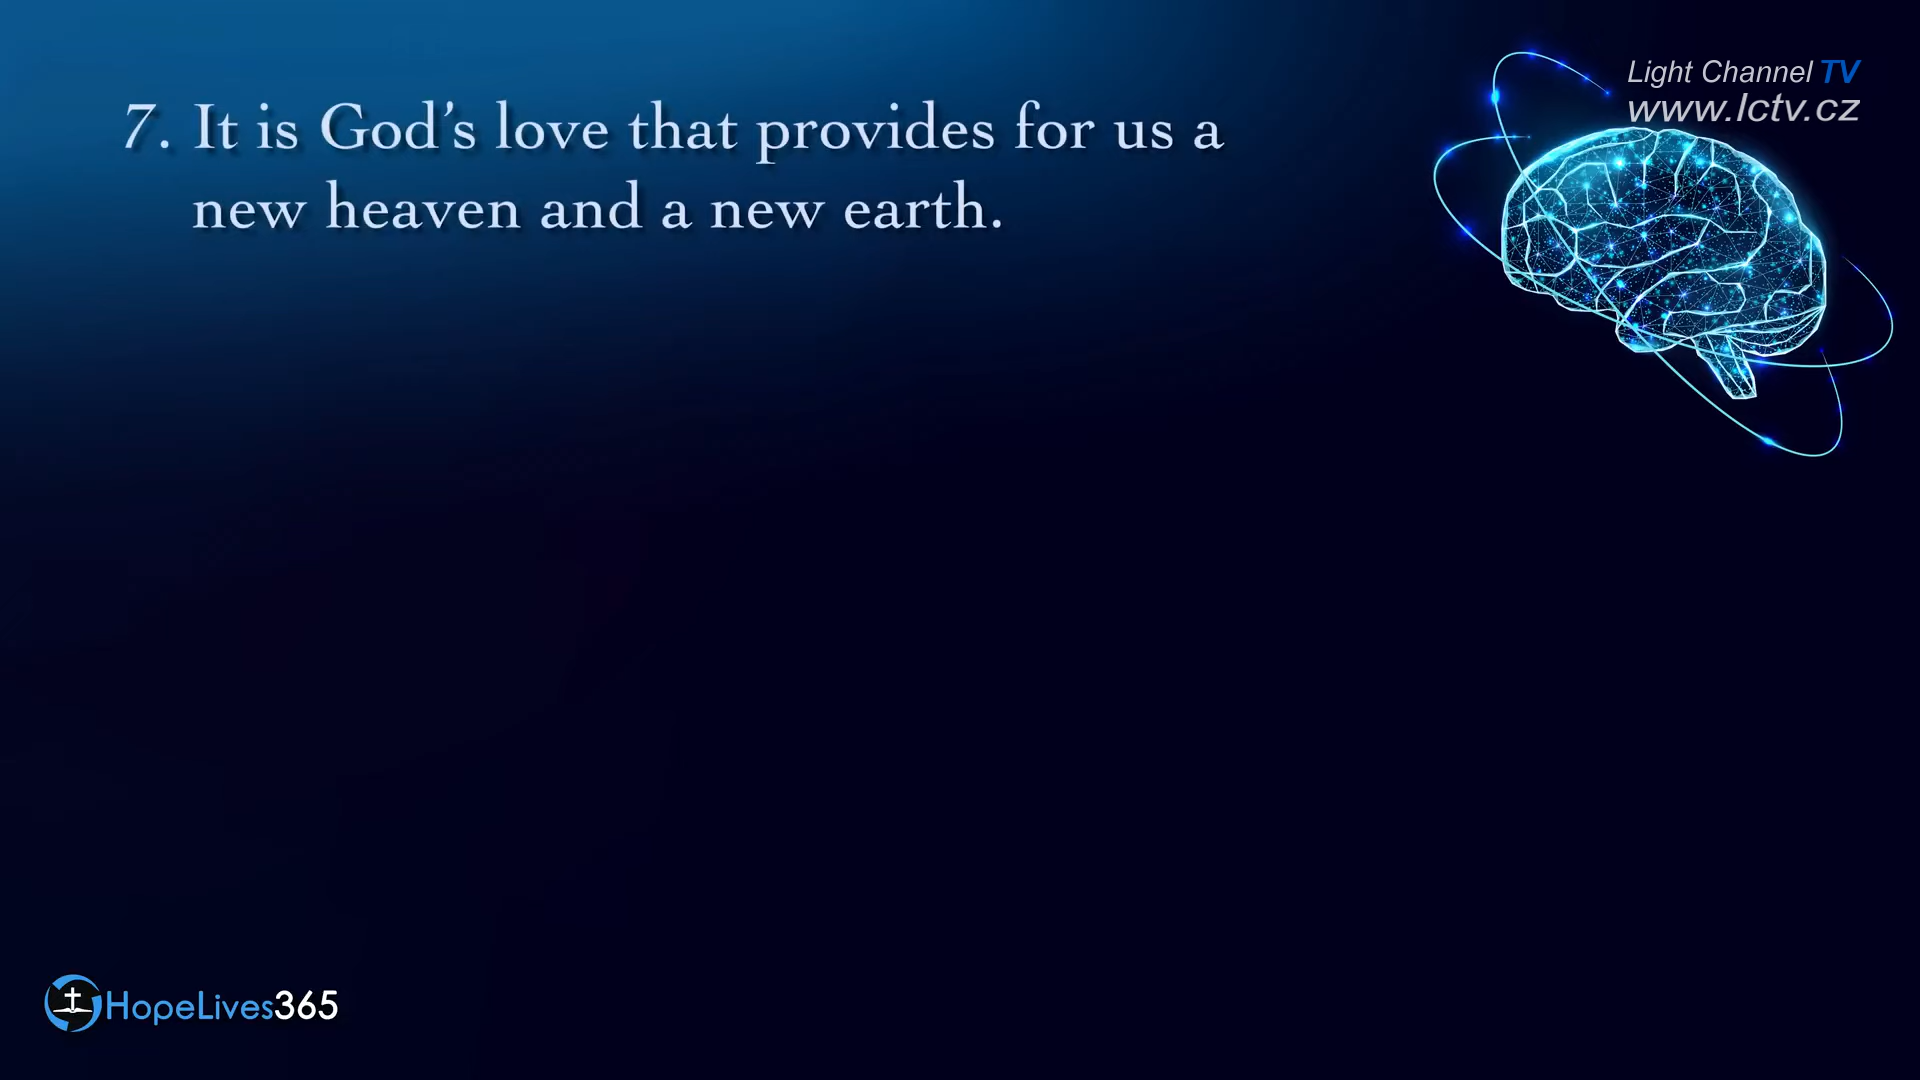 Light Channel TV
www.lctv.cz
7. It is God’s love that provides for us a
new heaven and a new earth.
HopeLives365